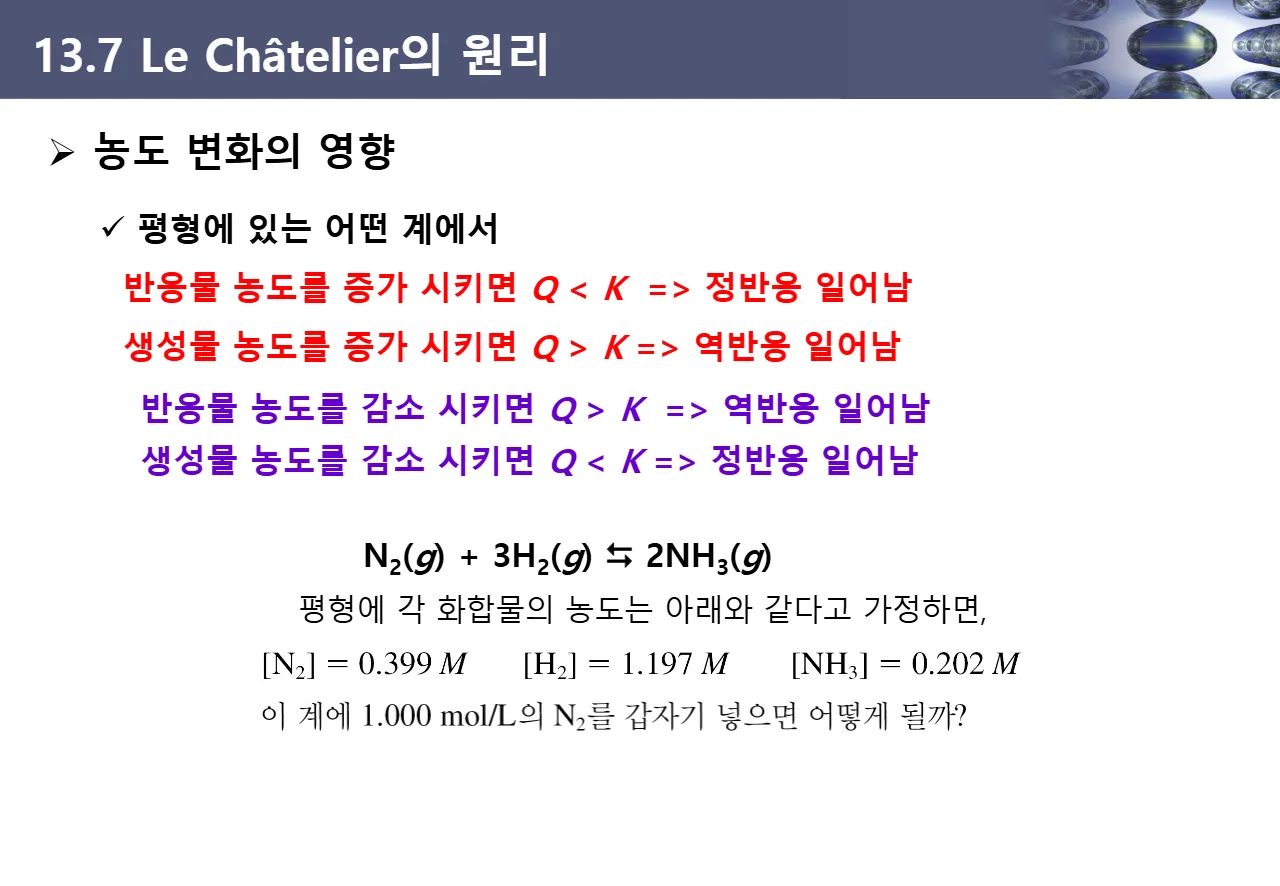 13.7 Le Châtelier의 원리
➢ 농도 변화의 영향
✓ 평형에 있는 어떤 계에서
반응물 농도를 증가 시키면 Q < K => 정반응 일어남
생성물 농도를 증가 시키면 Q > K => 역반응 일어남
반응물 농도를 감소 시키면 Q > K => 역반응 일어남
생성물 농도를 감소 시키면 Q < K => 정반응 일어남
N₂(g) + 3H₂(g) ⇆ 2NH₃(g)
평형에 각 화합물의 농도는 아래와 같다고 가정하면,
[N₂] = 0.399 M [H₂] = 1.197 M [NH₃] = 0.202 M
이 계에 1.000 mol/L의 N₂를 갑자기 넣으면 어떻게 될까?